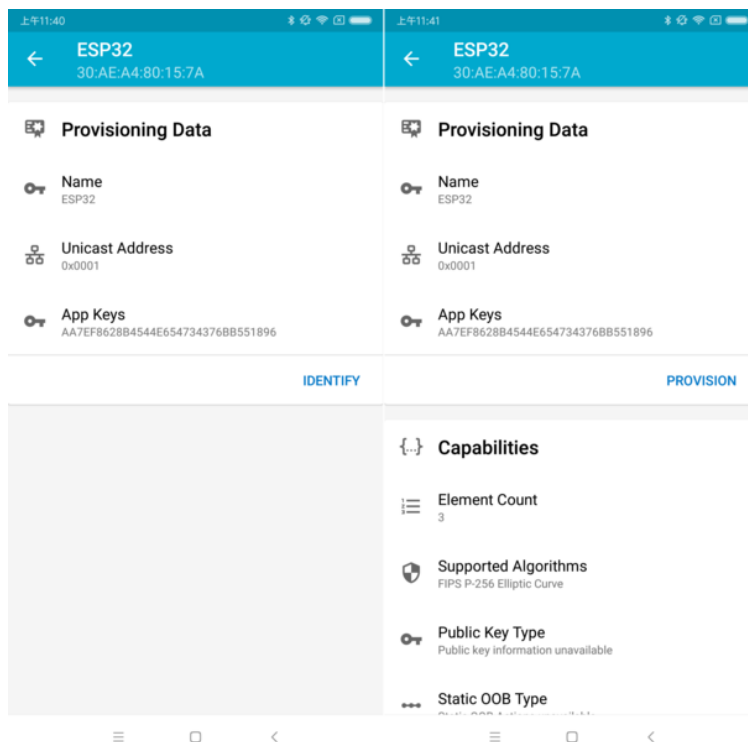 上午11:40
ESP32
30:AE:A4:80:15:7A
Provisioning Data
Name
ESP32
Unicast Address
0x0001
App Keys
AA7EF8628B4544E654734376BB551896
IDENTIFY
上午11:41
ESP32
30:AE:A4:80:15:7A
Provisioning Data
Name
ESP32
Unicast Address
0x0001
App Keys
AA7EF8628B4544E654734376BB551896
PROVISION
{...} Capabilities
Element Count
3
Supported Algorithms
FIPS P-256 Elliptic Curve
Public Key Type
Public key information unavailable
Static OOB Type